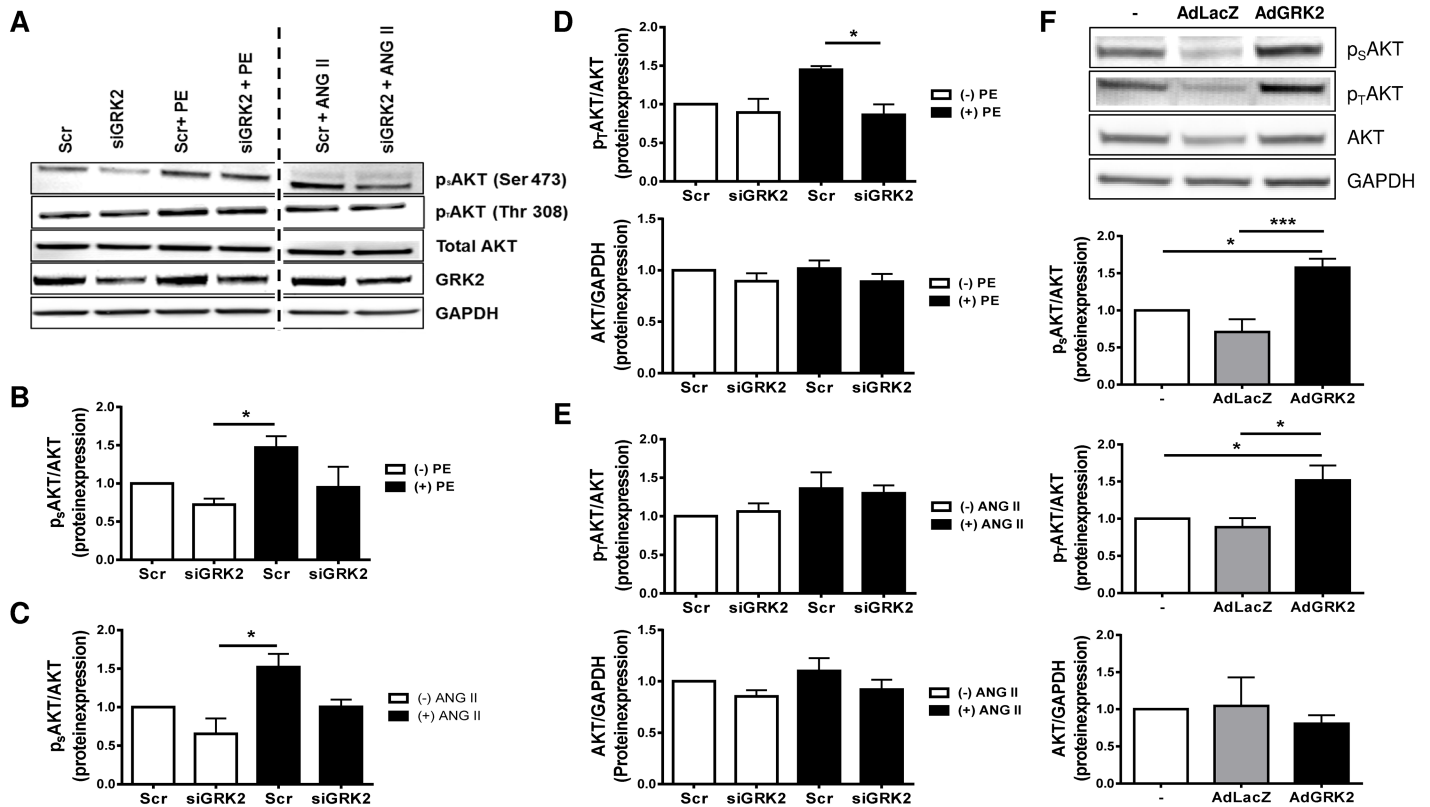 A
Scr
siGRK2
Scr+ PE
siGRK2 + PE
Scr + ANG II
siGRK2 + ANG II
psAKT (Ser 473)
pTAKT (Thr 308)
Total AKT
GRK2
GAPDH
B
psAKT/AKT
(proteinexpression)
2.0
1.5
1.0
0.5
0.0
Scr siGRK2 Scr siGRK2
*
(-) PE
(+) PE
C
psAKT/AKT
(proteinexpression)
2.0
1.5
1.0
0.5
0.0
Scr siGRK2 Scr siGRK2
*
(-) ANG II
(+) ANG II
D
pTAKT/AKT
(proteinexpression)
2.0
1.5
1.0
0.5
0.0
Scr siGRK2 Scr siGRK2
*
(-) PE
(+) PE
AKT/GAPDH
(proteinexpression)
1.5
1.0
0.5
0.0
Scr siGRK2 Scr siGRK2
(-) PE
(+) PE
E
pTAKT/AKT
(proteinexpression)
2.0
1.5
1.0
0.5
0.0
Scr siGRK2 Scr siGRK2
(-) ANG II
(+) ANG II
AKT/GAPDH
(Proteinexpression)
1.5
1.0
0.5
0.0
Scr siGRK2 Scr siGRK2
(-) ANG II
(+) ANG II
F
- AdLacZ AdGRK2
pSAKT
pTAKT
AKT
GAPDH
psAKT/AKT
(proteinexpression)
2.0
1.5
1.0
0.5
0.0
- AdLacZ AdGRK2
***
*
pTAKT/AKT
(proteinexpression)
2.0
1.5
1.0
0.5
0.0
- AdLacZ AdGRK2
*
*
AKT/GAPDH
(proteinexpression)
2.0
1.5
1.0
0.5
0.0
- AdLacZ AdGRK2